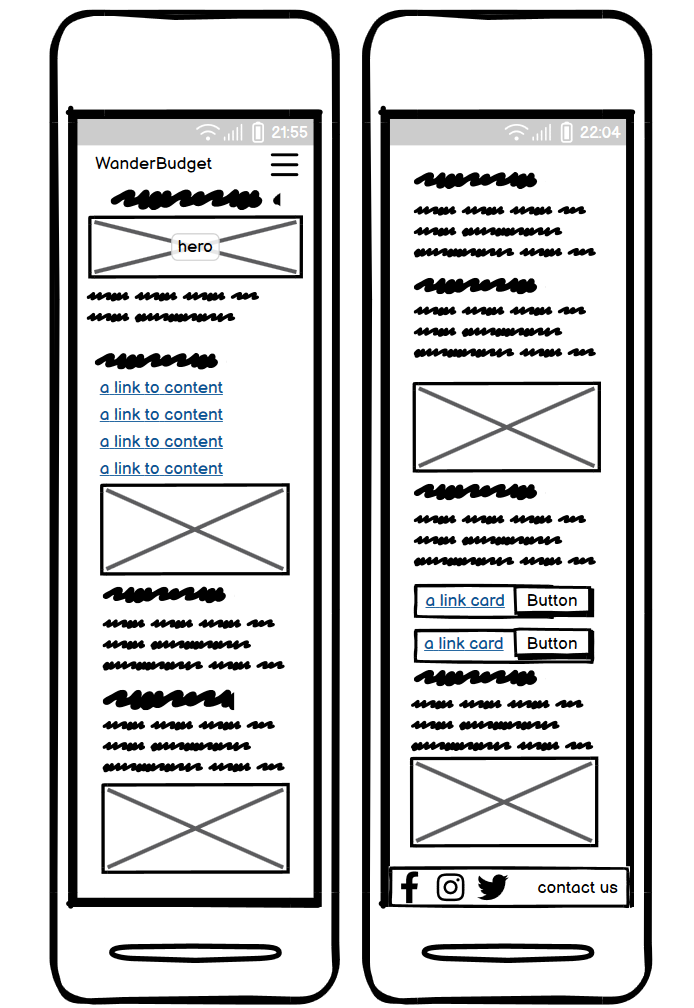 21:55
WanderBudget
hero
a link to content
a link to content
a link to content
a link to content
22:04
a link card
Button
a link card
Button
contact us